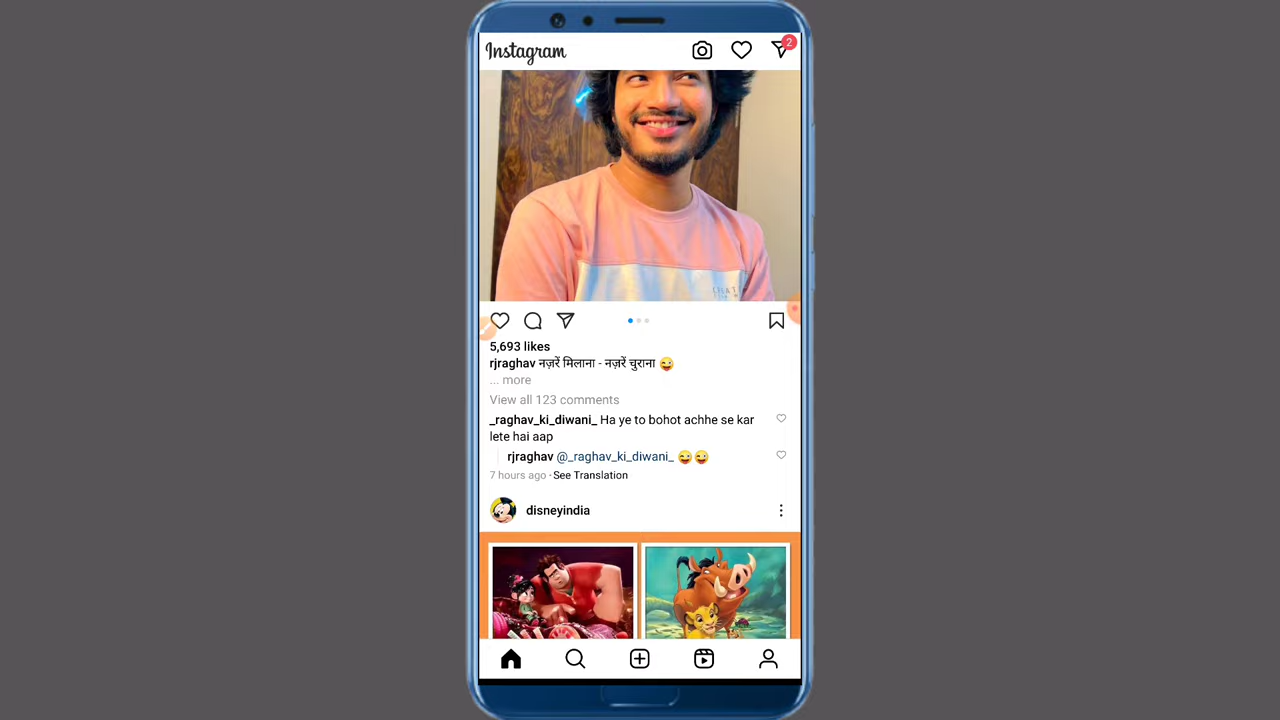 Instagram
2
5,693 likes
rjraghav नज़रें मिलाना - नज़रें चुराना 😜
... more
View all 123 comments
_raghav_ki_diwani_ Ha ye to bohot achhe se kar
lete hai aap
rjraghav @_raghav_ki_diwani_ 😜😜
7 hours ago · See Translation
disneyindia